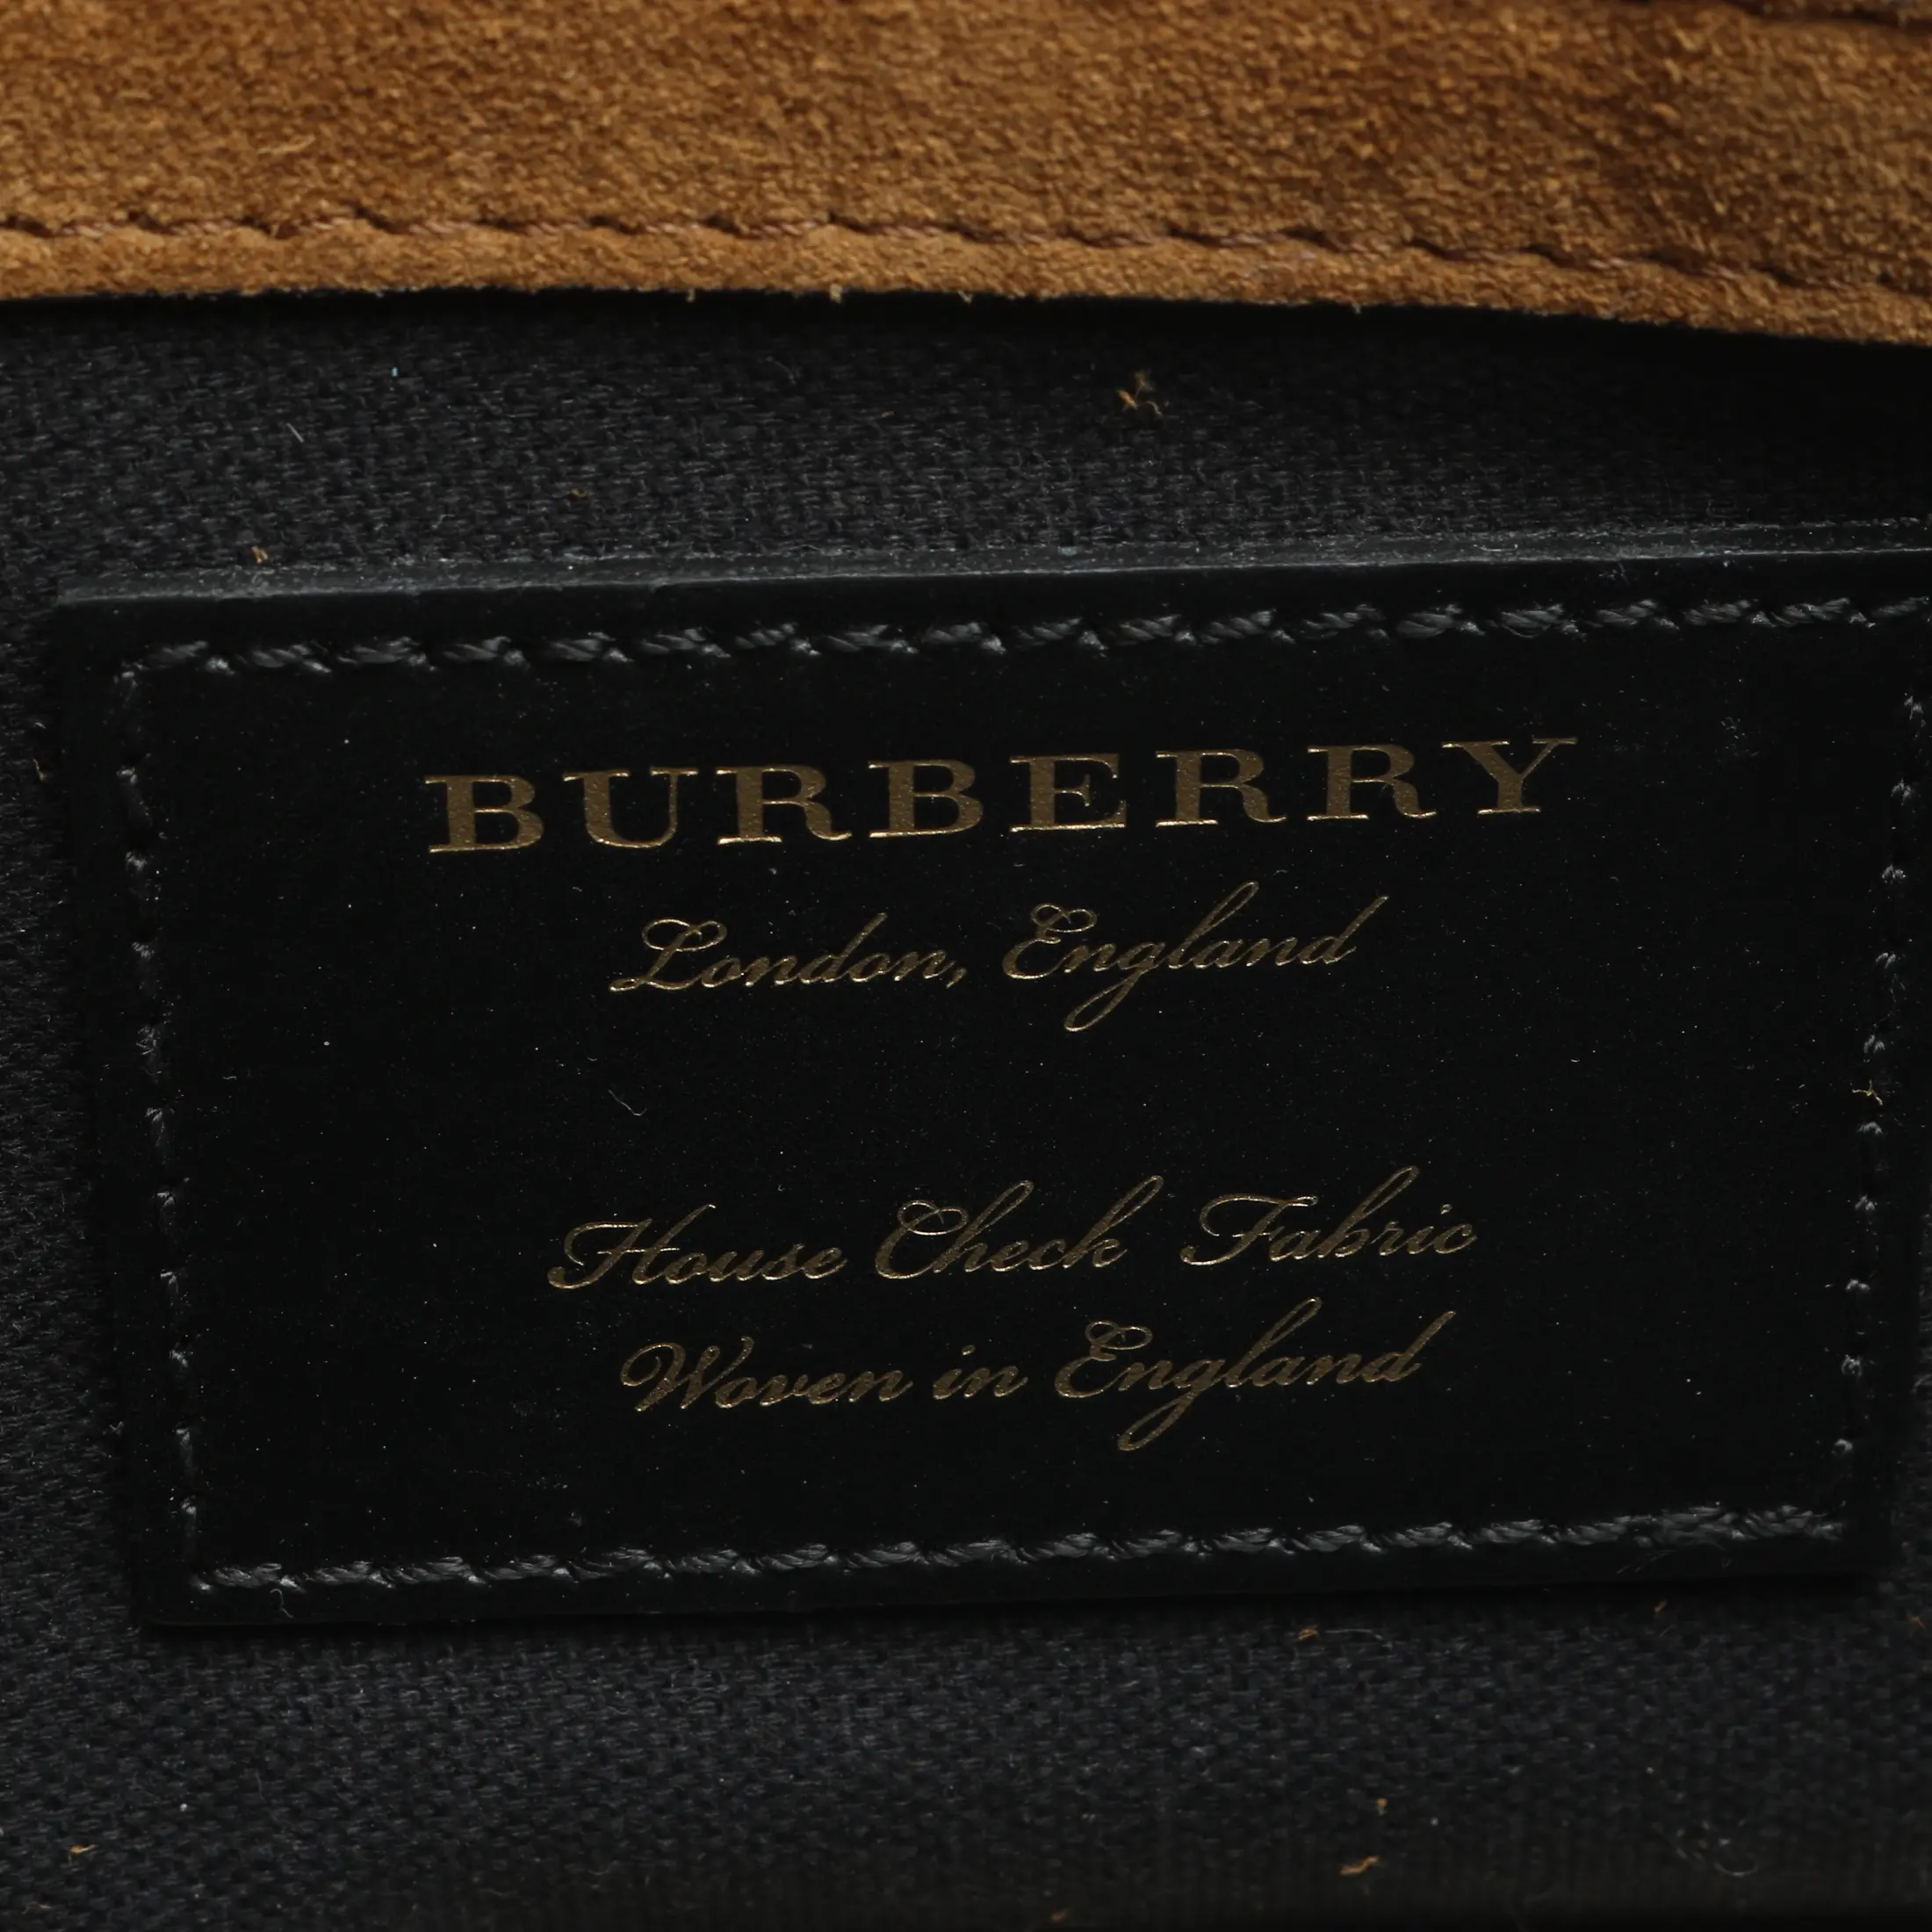 BURBERRY
London, England
House Check Fabric
Woven in England